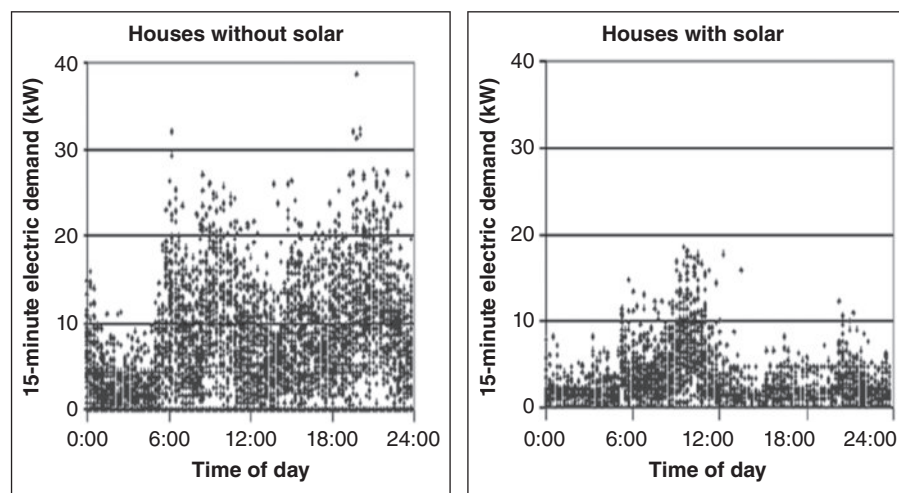 Houses without solar
15-minute electric demand (kW)
40
30
20
10
0
0:00 6:00 12:00 18:00 24:00
Time of day
Houses with solar
15-minute electric demand (kW)
40
30
20
10
0
0:00 6:00 12:00 18:00 24:00
Time of day